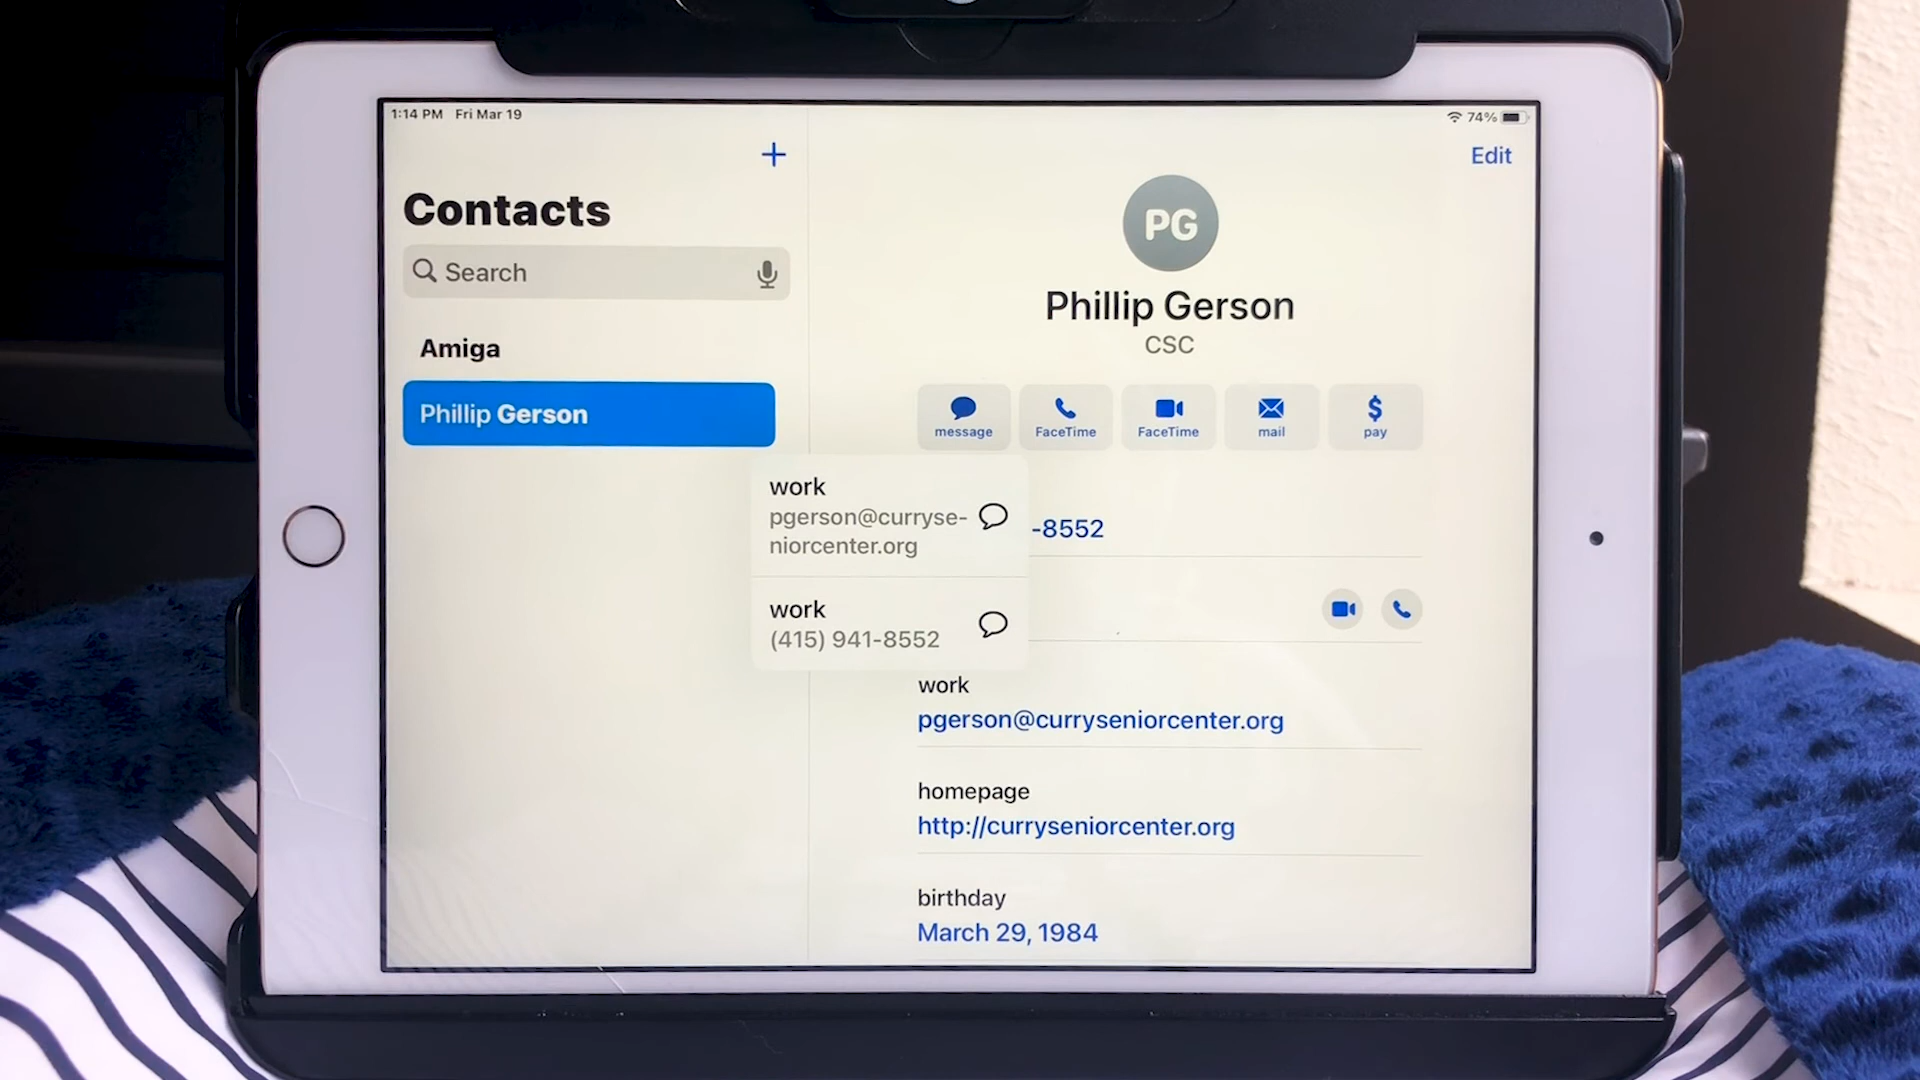 1:14 PM Fri Mar 19
74%
Edit
Contacts
Search
Amiga
Phillip Gerson
PG
Phillip Gerson
CSC
message
FaceTime
FaceTime
mail
pay
work
pgerson@curryse-
niorcenter.org
work
(415) 941-8552
-8552
work
pgerson@curryseniorcenter.org
homepage
http://curryseniorcenter.org
birthday
March 29, 1984